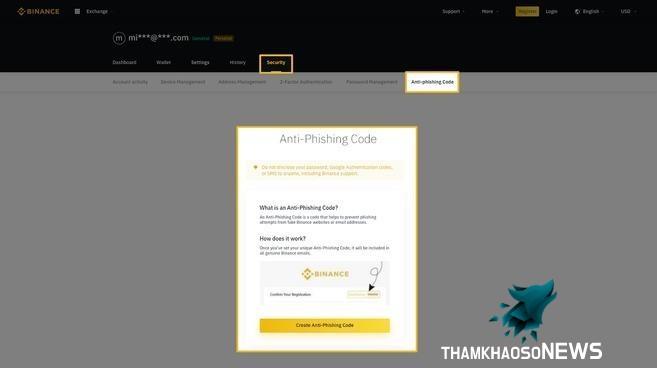 BINANCE Exchange Support More Register Login English USD
m mi***@***.com General Personal
Dashboard Wallet Settings History Security
Account activity Device Management Address Management 2-Factor Authentication Password Management Anti-phishing Code
Anti-Phishing Code
Do not disclose your password, Google Authentication codes,
or SMS to anyone, including Binance support.
What is an Anti-Phishing Code?
An Anti-Phishing Code is a code that helps to prevent phishing
attempts from fake Binance websites or email addresses.
How does it work?
Once you've set your unique Anti-Phishing Code, it will be included in
all genuine Binance emails.
BINANCE
Confirm Your Registration
Create Anti-Phishing Code
THAMKHAOSONEWS